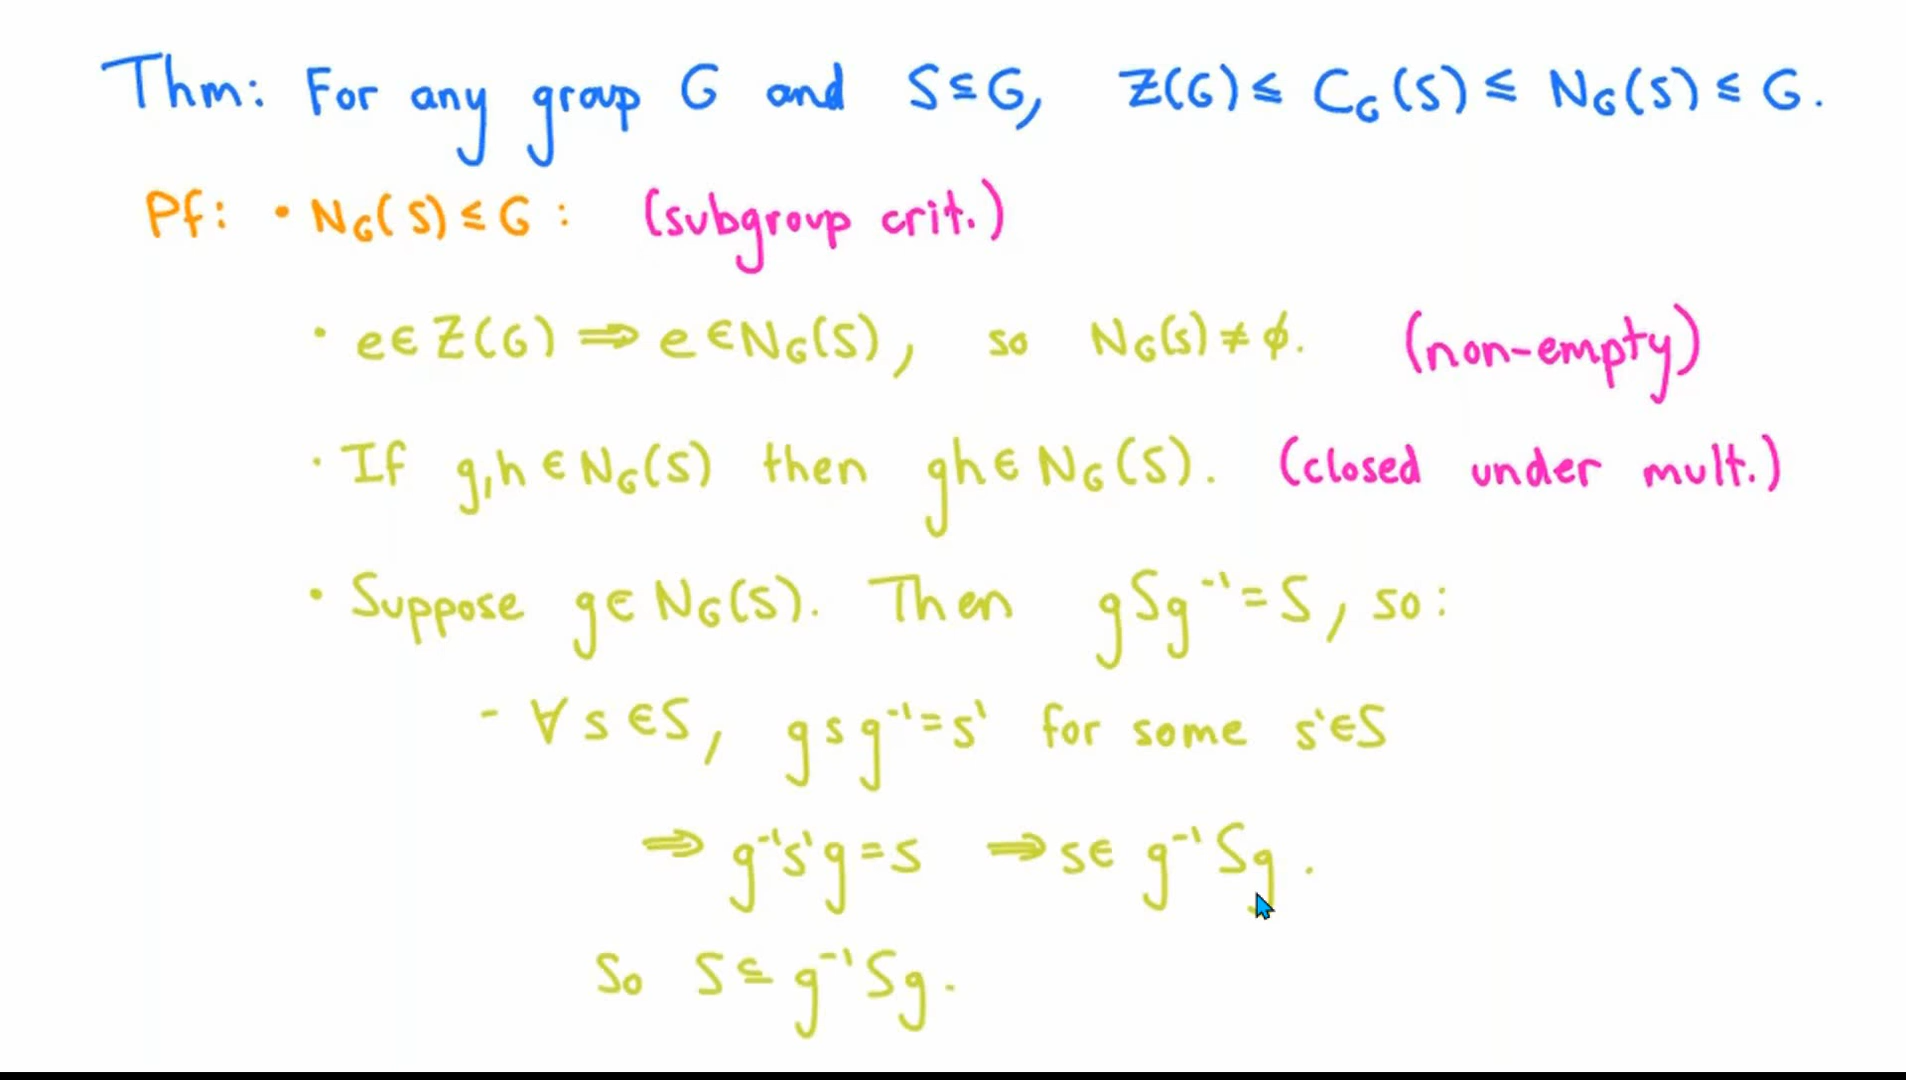 Thm: For any group G and S⊆G, Z(G) ≤ C_G(S) ≤ N_G(S) ≤ G.
Pf: • N_G(S) ≤ G: (subgroup crit.)
• e∈Z(G) ⇒ e∈N_G(S), so N_G(S) ≠ ∅. (non-empty)
• If g,h ∈ N_G(S) then gh ∈ N_G(S). (closed under mult.)
• Suppose g∈N_G(S). Then gSg⁻¹=S, so:
- ∀ s∈S, gsg⁻¹=s' for some s'∈S
⇒ g⁻¹s'g=s ⇒ s∈ g⁻¹Sg.
So S⊆g⁻¹Sg.